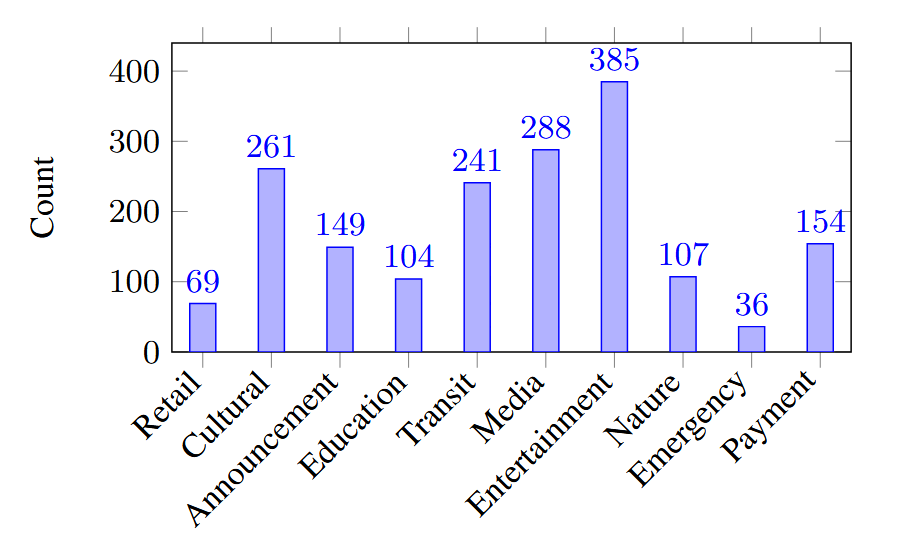 Count
400
300
200
100
0
69
261
149
104
241
288
385
107
36
154
Retail
Cultural
Announcement
Education
Transit
Media
Entertainment
Nature
Emergency
Payment